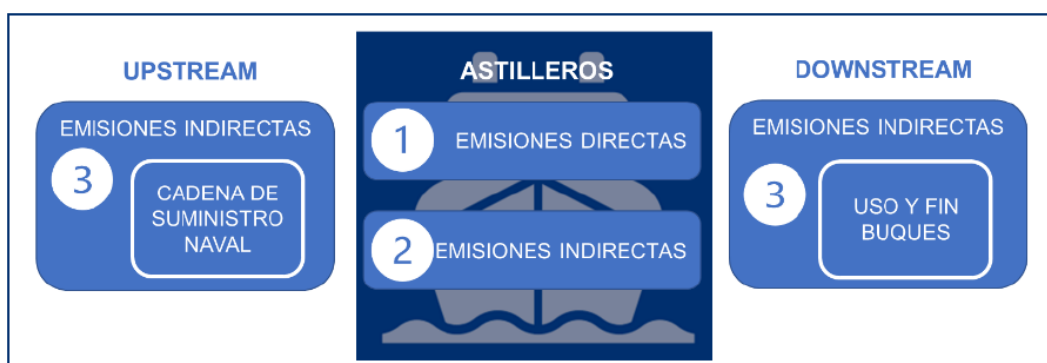 UPSTREAM
EMISIONES INDIRECTAS
3
CADENA DE
SUMINISTRO
NAVAL
ASTILLEROS
1
EMISIONES DIRECTAS
2
EMISIONES INDIRECTAS
DOWNSTREAM
EMISIONES INDIRECTAS
3
USO Y FIN
BUQUES